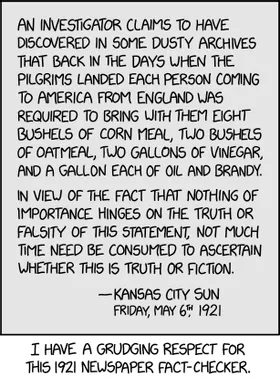 AN INVESTIGATOR CLAIMS TO HAVE
DISCOVERED IN SOME DUSTY ARCHIVES
THAT BACK IN THE DAYS WHEN THE
PILGRIMS LANDED EACH PERSON COMING
TO AMERICA FROM ENGLAND WAS
REQUIRED TO BRING WITH THEM EIGHT
BUSHELS OF CORN MEAL, TWO BUSHELS
OF OATMEAL, TWO GALLONS OF VINEGAR,
AND A GALLON EACH OF OIL AND BRANDY.
IN VIEW OF THE FACT THAT NOTHING OF
IMPORTANCE HINGES ON THE TRUTH OR
FALSITY OF THIS STATEMENT, NOT MUCH
TIME NEED BE CONSUMED TO ASCERTAIN
WHETHER THIS IS TRUTH OR FICTION.
—KANSAS CITY SUN
FRIDAY, MAY 6TH, 1921
I HAVE A GRUDGING RESPECT FOR
THIS 1921 NEWSPAPER FACT-CHECKER.